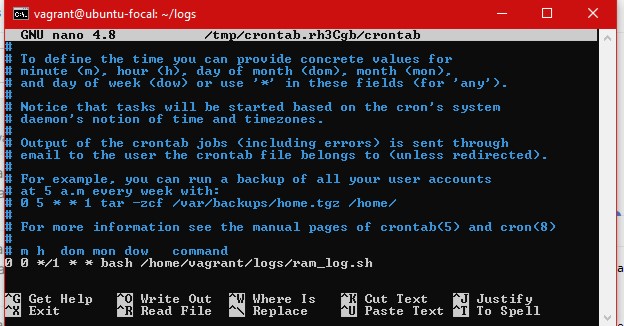 vagrant@ubuntu-focal: ~/logs
GNU nano 4.8 /tmp/crontab.rh3Cgb/crontab
#
# To define the time you can provide concrete values for
# minute (m), hour (h), day of month (dom), month (mon),
# and day of week (dow) or use '*' in these fields (for 'any').
#
# Notice that tasks will be started based on the cron's system
# daemon's notion of time and timezones.
#
# Output of the crontab jobs (including errors) is sent through
# email to the user the crontab file belongs to (unless redirected).
#
# For example, you can run a backup of all your user accounts
# at 5 a.m every week with:
# 0 5 * * 1 tar -zcf /var/backups/home.tgz /home/
#
# For more information see the manual pages of crontab(5) and cron(8)
#
# m h  dom mon dow   command
0 0 */1 * * bash /home/vagrant/logs/ram_log.sh
^G Get Help ^O Write Out ^W Where Is ^K Cut Text ^J Justify
^X Exit ^R Read File ^\ Replace ^U Paste Text ^T To Spell